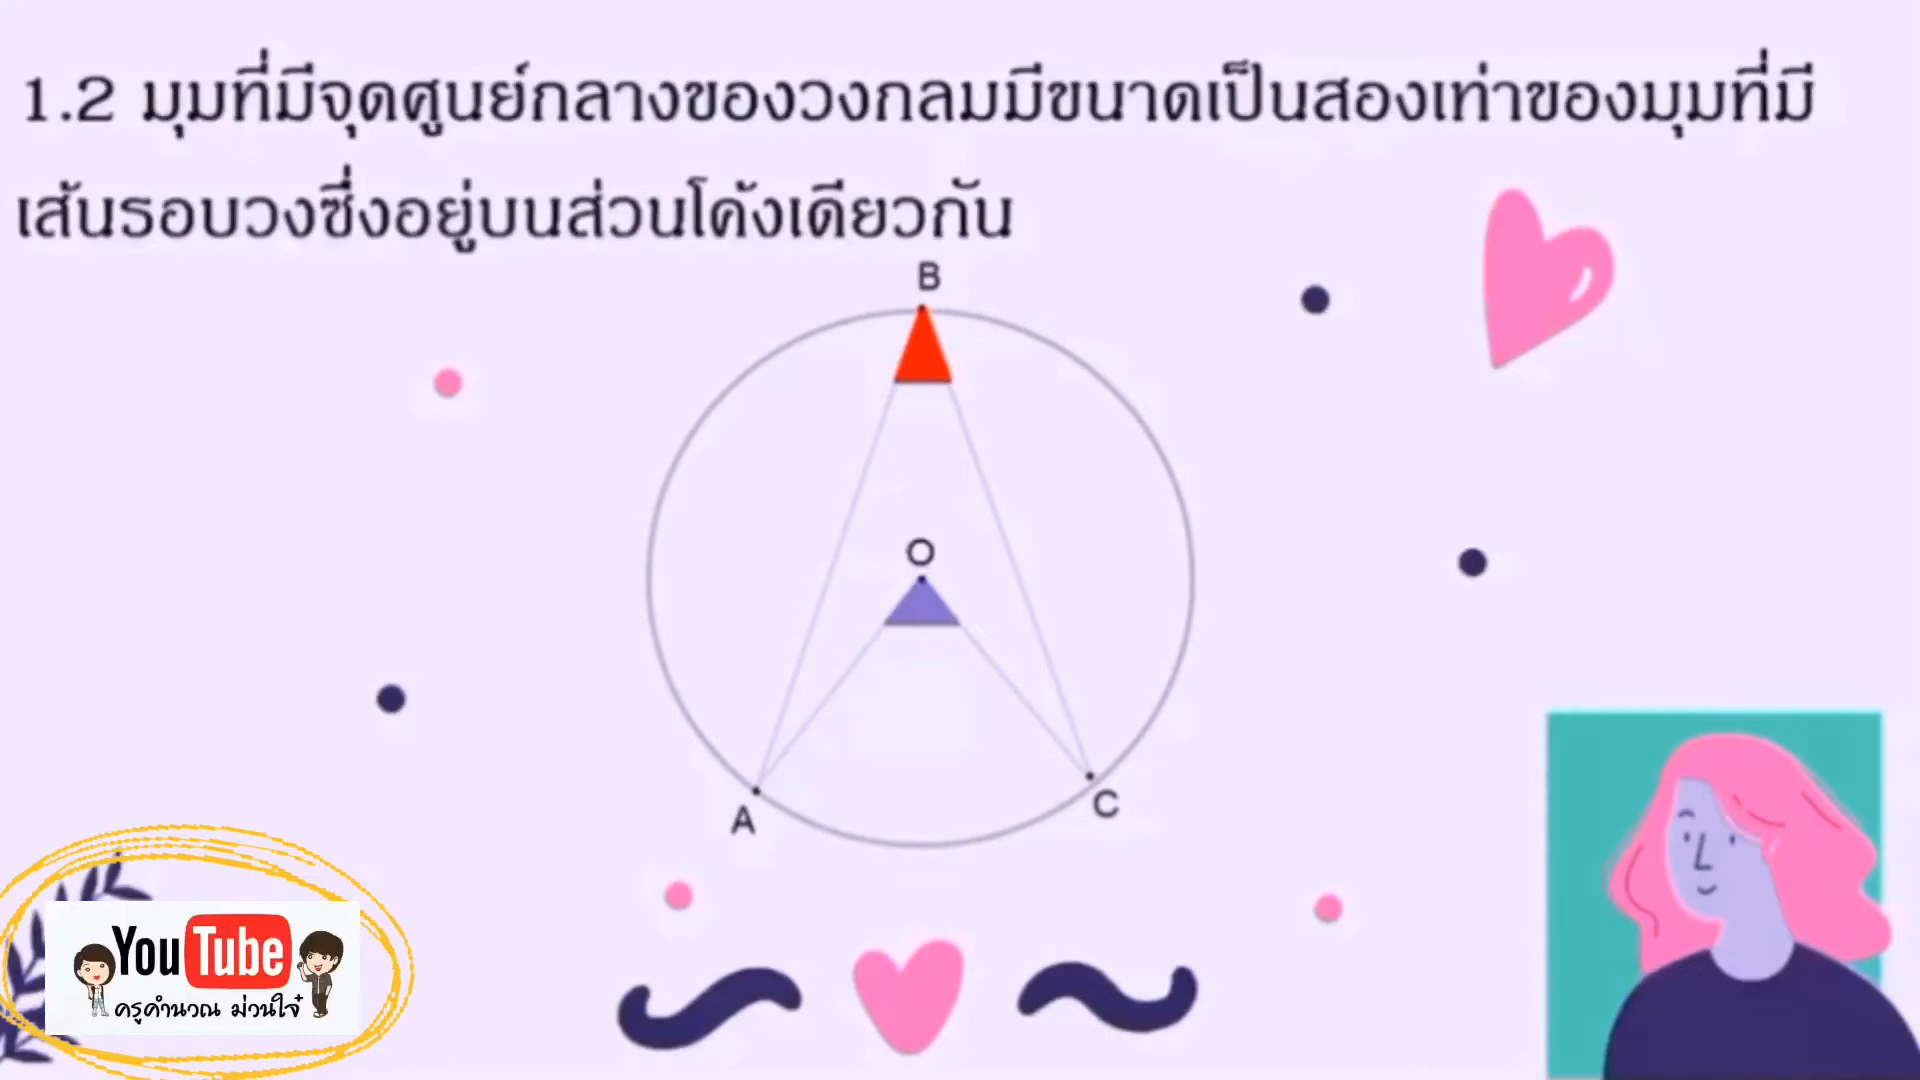 1.2 มุมที่มีจุดศูนย์กลางของวงกลมมีขนาดเป็นสองเท่าของมุมที่มี
เส้นรอบวงซึ่งอยู่บนส่วนโค้งเดียวกัน
B
O
A
C
YouTube
ครูคำนวณ ม่วนใจ๋